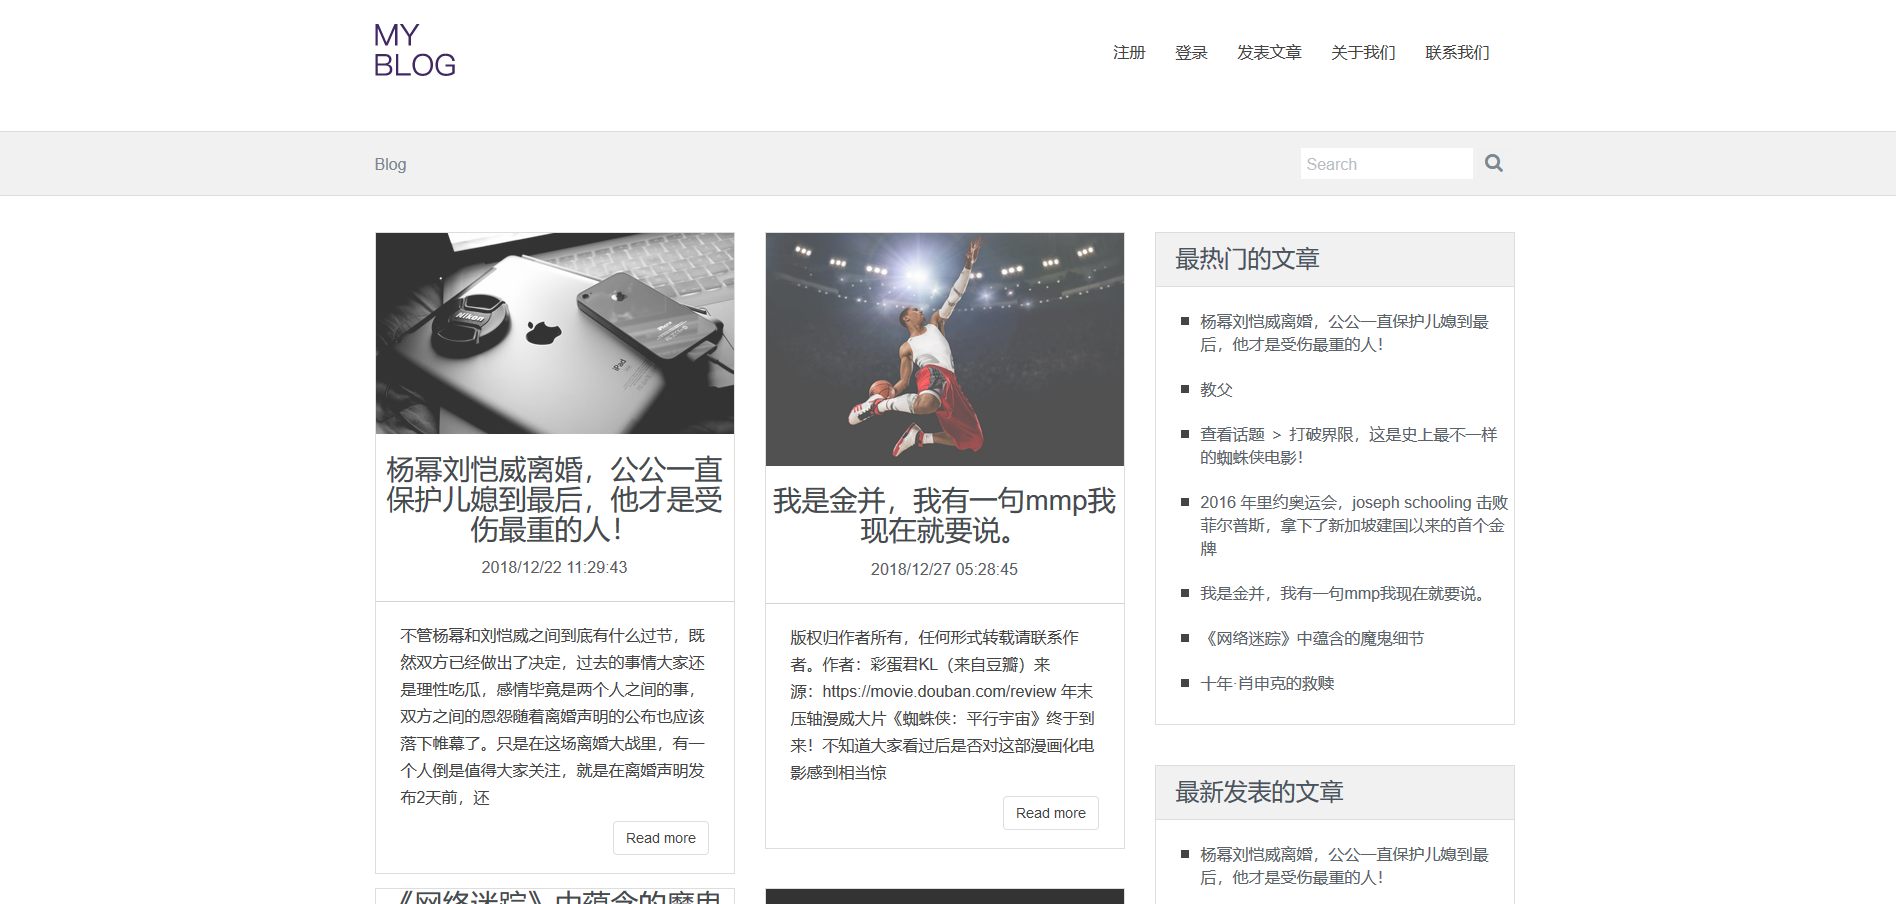 MY
BLOG
注册 登录 发表文章 关于我们 联系我们
Blog
Search
Nikon
iPhone
iPad
杨幂刘恺威离婚，公公一直
保护儿媳到最后，他才是受
伤最重的人！
2018/12/22 11:29:43
不管杨幂和刘恺威之间到底有什么过节，既
然双方已经做出了决定，过去的事情大家还
是理性吃瓜，感情毕竟是两个人之间的事，
双方之间的恩怨随着离婚声明的公布也应该
落下帷幕了。只是在这场离婚大战里，有一
个人倒是值得大家关注，就是在离婚声明发
布2天前，还
Read more
《网络迷踪》中蕴含的魔鬼
我是金并，我有一句mmp我
现在就要说。
2018/12/27 05:28:45
版权归作者所有，任何形式转载请联系作
者。作者：彩蛋君KL（来自豆瓣）来
源：https://movie.douban.com/review 年末
压轴漫威大片《蜘蛛侠：平行宇宙》终于到
来！不知道大家看过后是否对这部漫画化电
影感到相当惊
Read more
最热门的文章
杨幂刘恺威离婚，公公一直保护儿媳到最
后，他才是受伤最重的人！
教父
查看话题 > 打破界限，这是史上最不一样
的蜘蛛侠电影！
2016 年里约奥运会，joseph schooling 击败
菲尔普斯，拿下了新加坡建国以来的首个金
牌
我是金并，我有一句mmp我现在就要说。
《网络迷踪》中蕴含的魔鬼细节
十年·肖申克的救赎
最新发表的文章
杨幂刘恺威离婚，公公一直保护儿媳到最
后，他才是受伤最重的人！